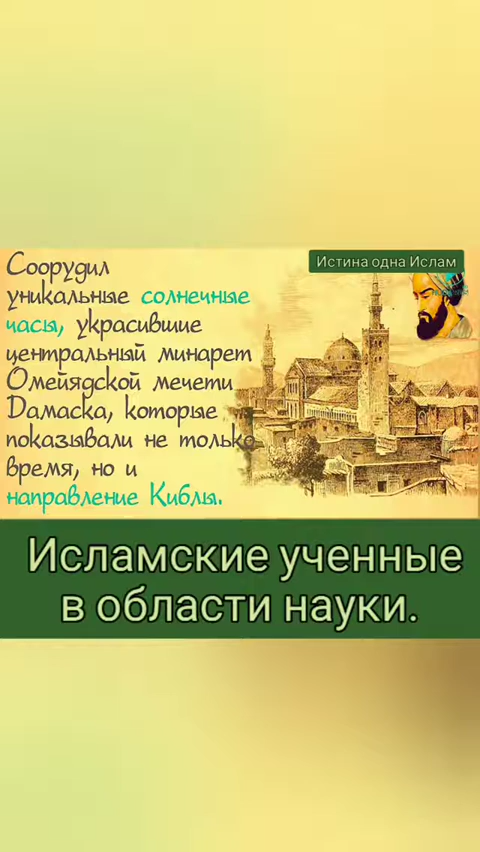 Истина одна Ислам
Соорудил
уникальные солнечные
часы, украсившие
центральный минарет
Омейядской мечети
Дамаска, которые
показывали не только
время, но и
направление Киблы.
Исламские ученные
в области науки.